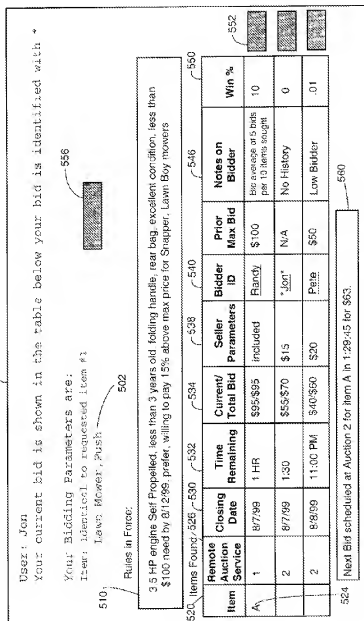 User: Jon
Your current bid is shown in the table below your bid is identified with *
Your Bidding Parameters are:
Item: identical to requested item #1
Lawn Mower, Push
556
502
510
Rules in Force:
3.5 HP engine Self Propelled, less than 3 years old folding handle, rear bag, excellent condition, less than
$100 need by 8/12/99, prefer, willing to pay 15% above max price for Snapper, Lawn Boy mowers
520 Items Found 526 530 532 534 538 540 546 550 552
Item
Remote Auction Service
Closing Date
Time Remaining
Current/ Total Bid
Seller Parameters
Bidder ID
Prior Max Bid
Notes on Bidder
Win %
A 1 8/7/99 1 HR $95/$95 included Randy $100 Bid average of 5 bids per 10 items sought 10
2 8/7/99 1:30 $55/$70 $15 *Jon* N/A No History 0
2 8/8/99 11:00 PM $40/$60 $20 Pete $50 Low Bidder .01
524
Next Bid scheduled at Auction 2 for item A in 1:29:45 for $63.
560